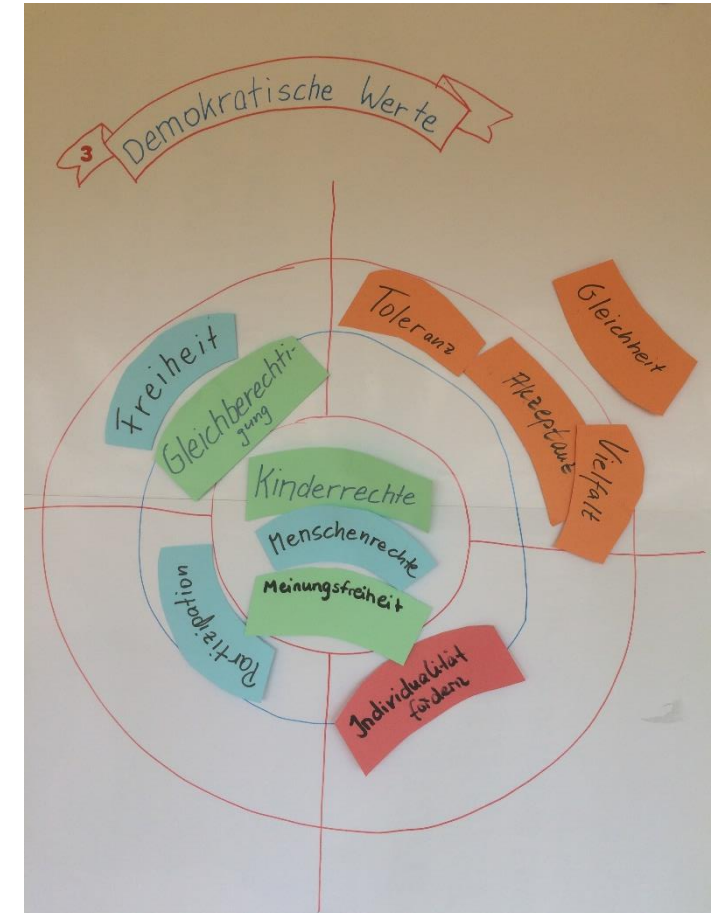 3
Demokratische Werte
Freiheit
Gleichberechti-
gung
Toleranz
Akzeptanz
Vielfalt
Gleichheit
Kinderrechte
Menschenrechte
Meinungsfreiheit
Partizipation
Individualität
fördern